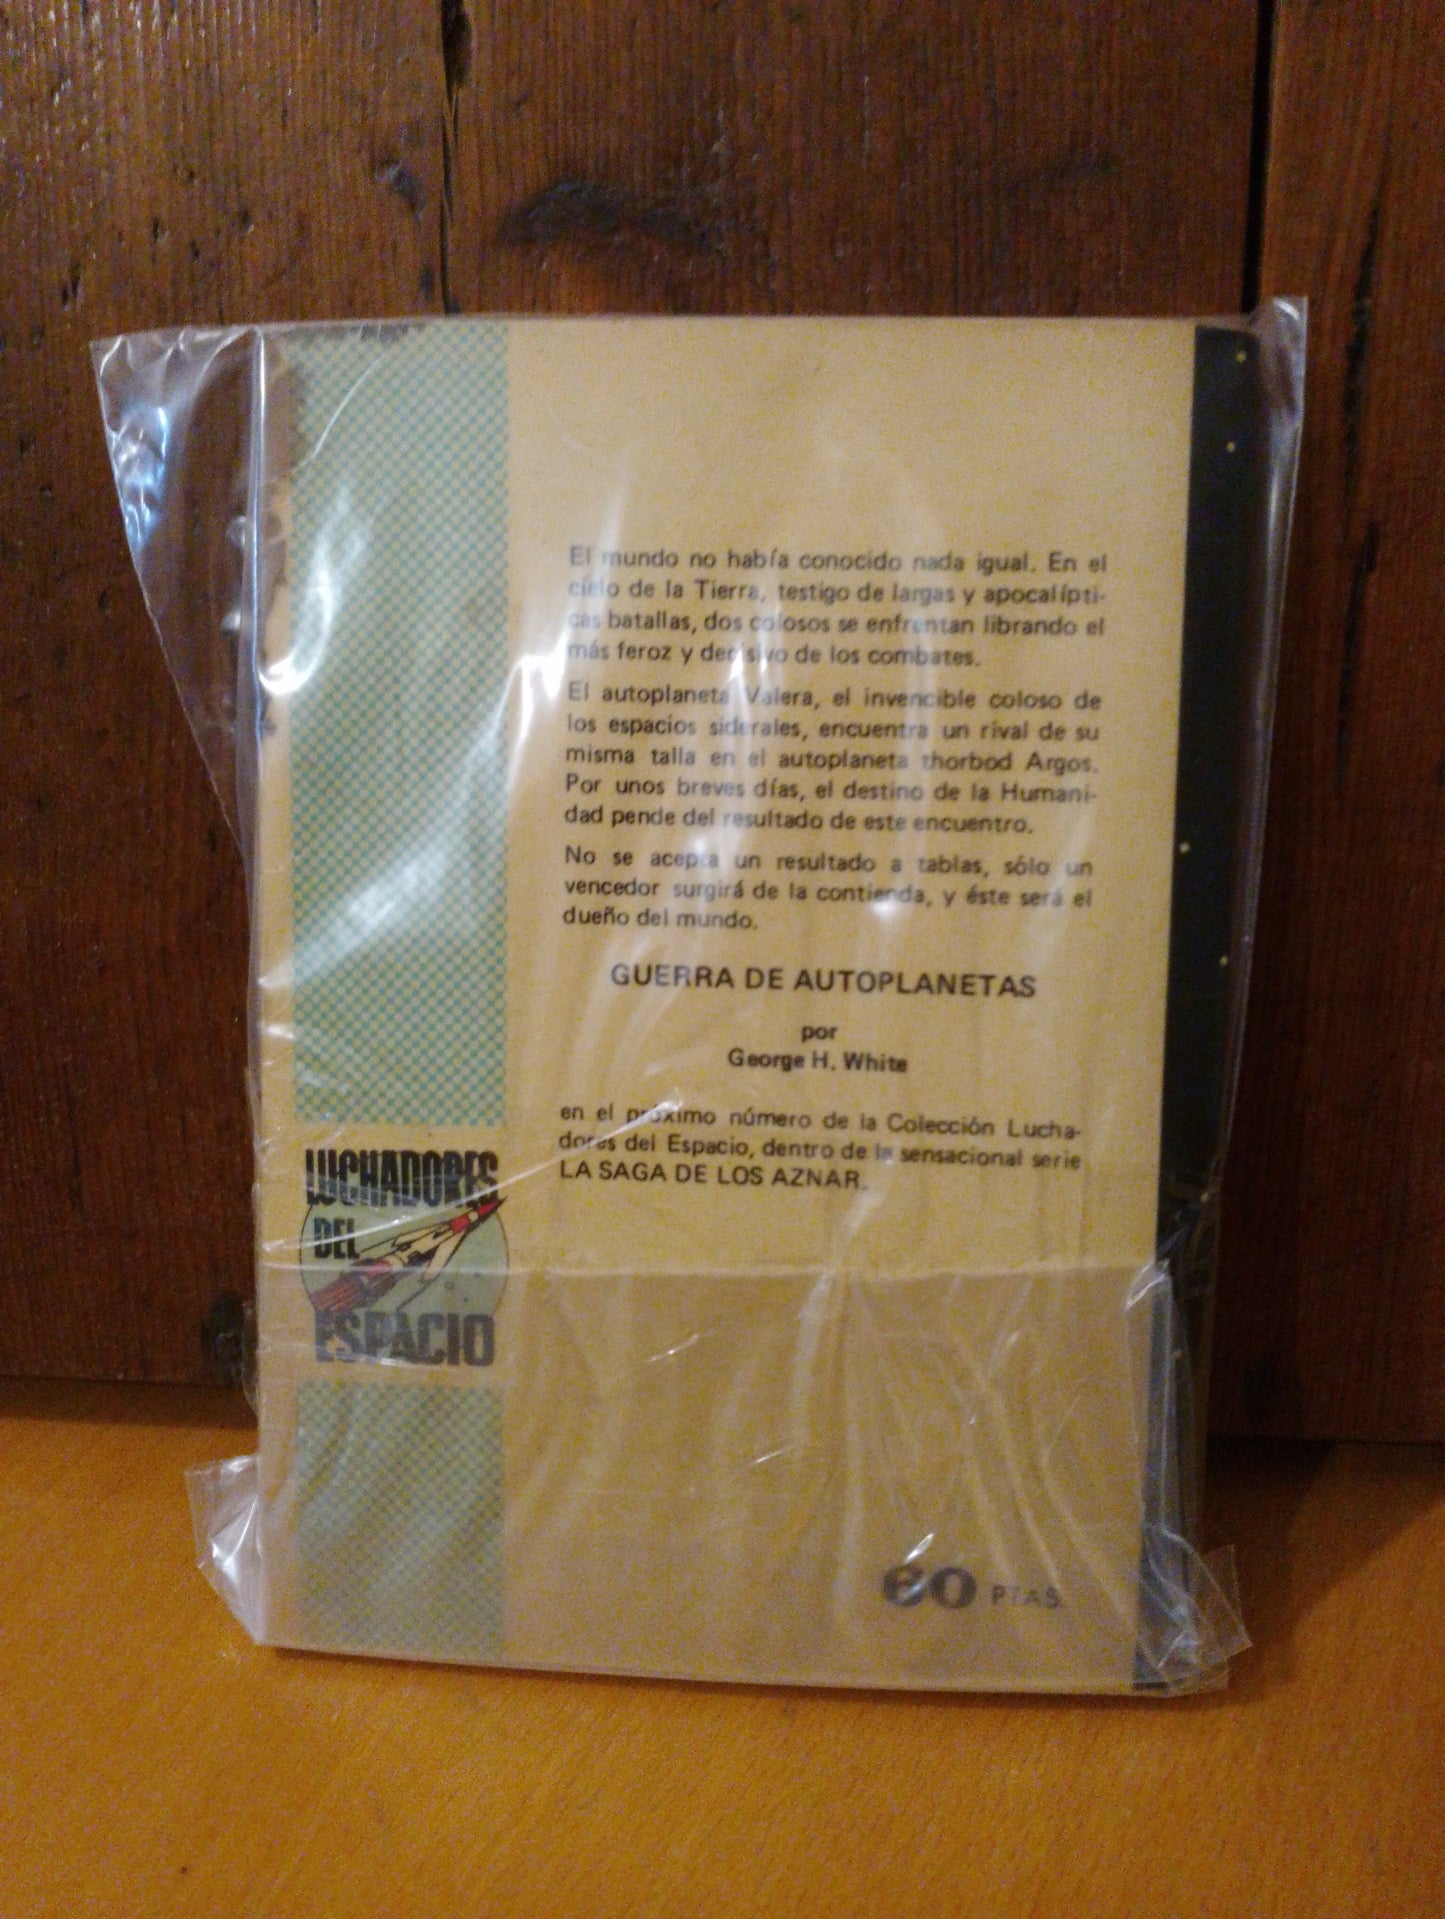 El mundo no había conocido nada igual. En el
cielo de la Tierra, testigo de largas y apocalípti-
cas batallas, dos colosos se enfrentan librando el
más feroz y decisivo de los combates.
El autoplaneta Valera, el invencible coloso de
los espacios siderales, encuentra un rival de su
misma talla en el autoplaneta thorbod Argos.
Por unos breves días, el destino de la Humani-
dad pende del resultado de este encuentro.
No se acepta un resultado a tablas, sólo un
vencedor surgirá de la contienda, y éste será el
dueño del mundo.
GUERRA DE AUTOPLANETAS
por
George H. White
en el próximo número de la Colección Lucha-
dores del Espacio, dentro de la sensacional serie
LA SAGA DE LOS AZNAR.
LUCHADORES
DEL
ESPACIO
60 PTAS.